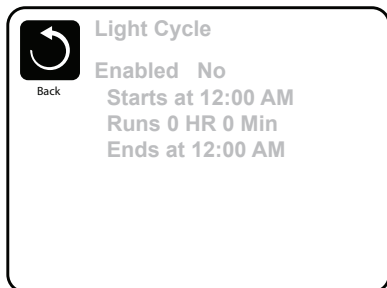 Light Cycle
Back
Enabled No
Starts at 12:00 AM
Runs 0 HR 0 Min
Ends at 12:00 AM